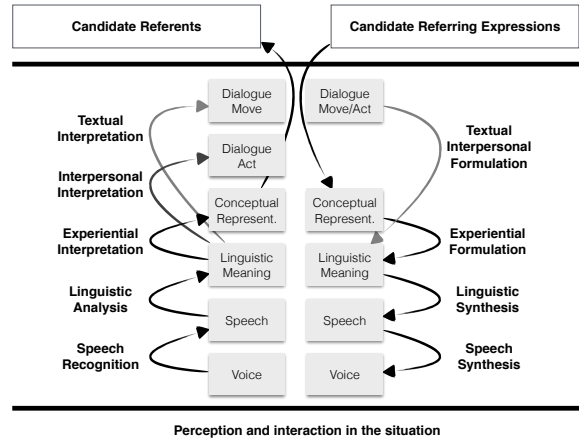 Candidate Referents
Candidate Referring Expressions
Dialogue
Move
Dialogue
Move/Act
Textual
Interpretation
Textual
Interpersonal
Formulation
Dialogue
Act
Interpersonal
Interpretation
Conceptual
Represent.
Conceptual
Represent.
Experiential
Interpretation
Experiential
Formulation
Linguistic
Meaning
Linguistic
Meaning
Linguistic
Analysis
Linguistic
Synthesis
Speech
Speech
Speech
Recognition
Speech
Synthesis
Voice
Voice
Perception and interaction in the situation